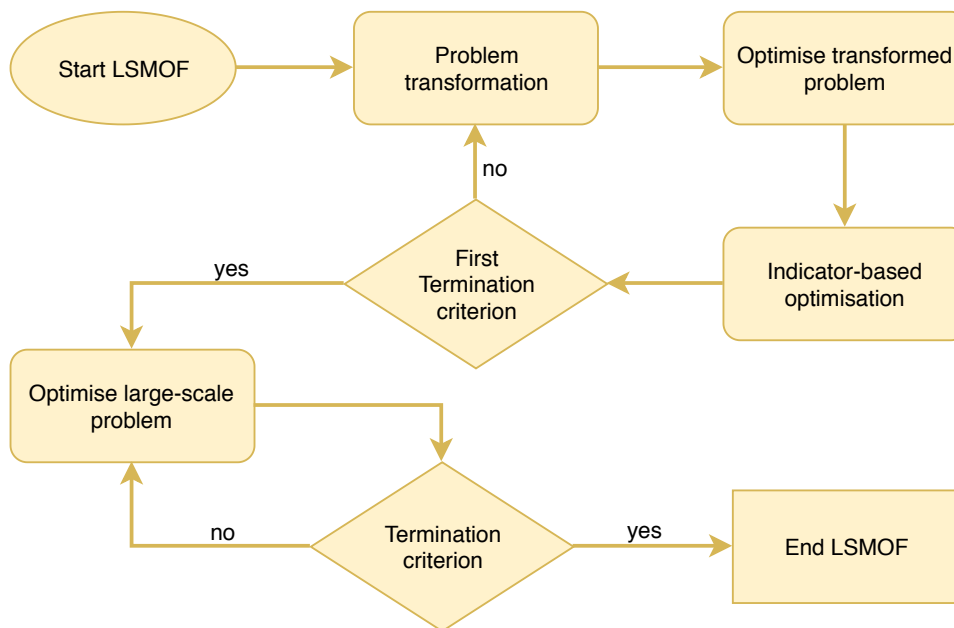 Start LSMOF
Problem
transformation
Optimise transformed
problem
no
First
Termination
criterion
Indicator-based
optimisation
yes
Optimise large-scale
problem
no
Termination
criterion
yes
End LSMOF